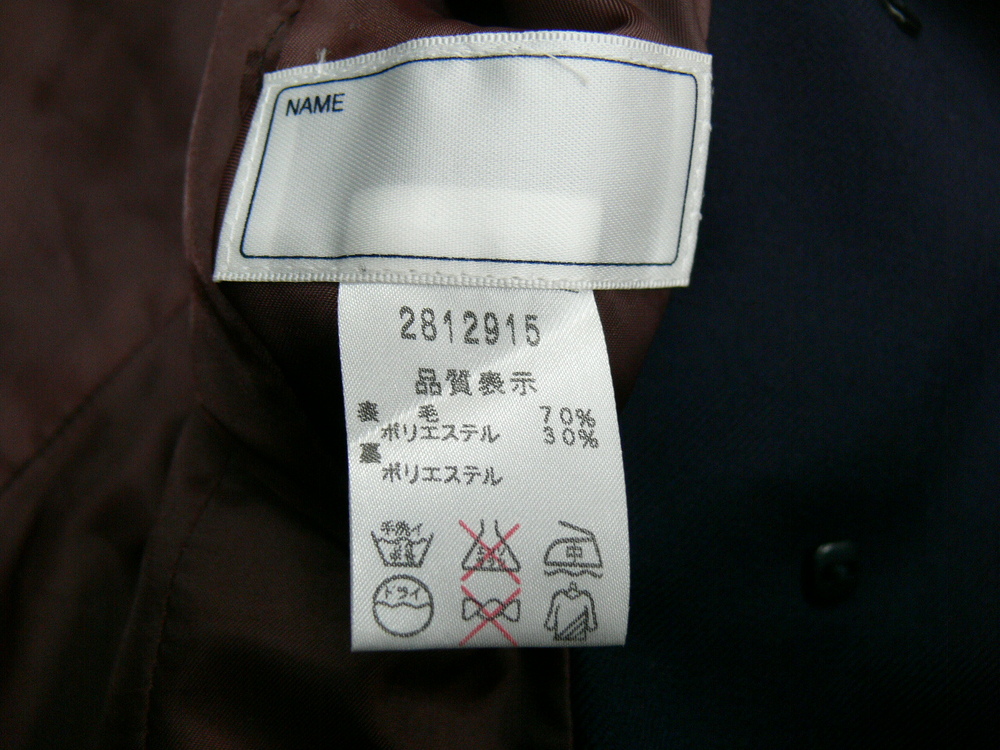 NAME
2812915
品質表示
表 毛 70%
ポリエステル 30%
裏
ポリエステル
手洗イ
中
ドライ